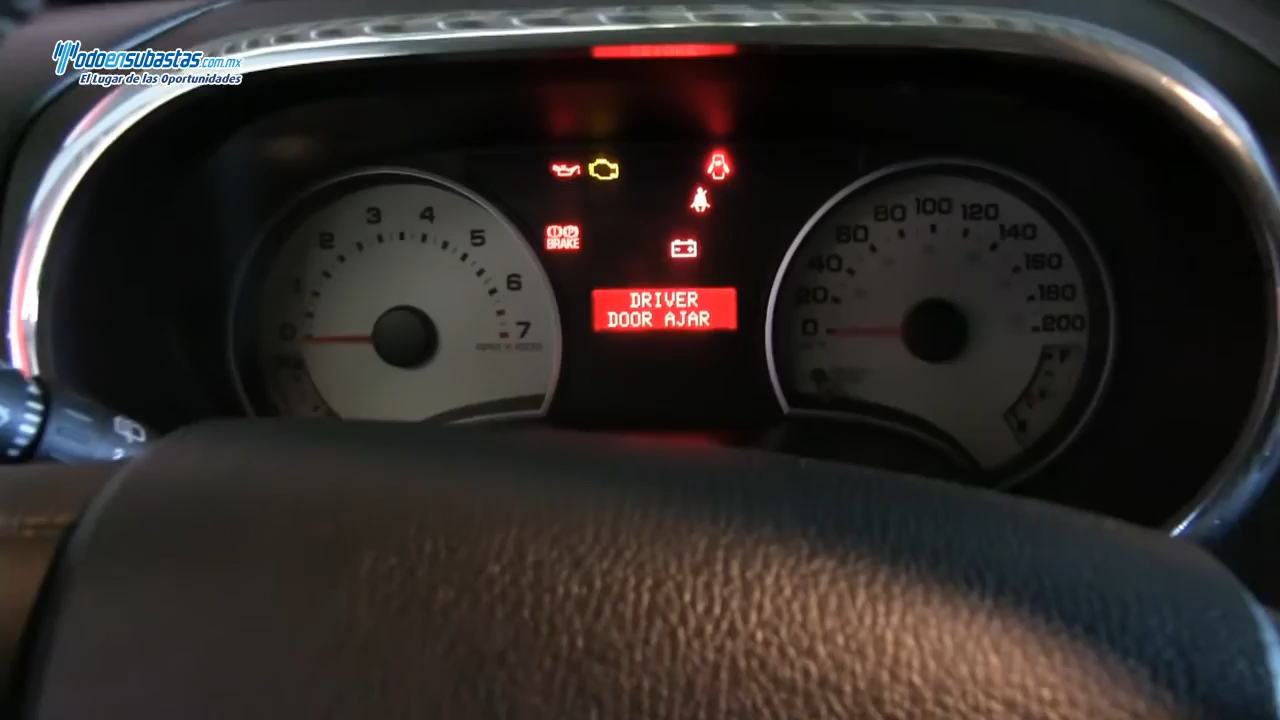 Todoensubastas.com.mx
El Lugar de las Oportunidades
0 1 2 3 4 5 6 7
BRAKE
DRIVER
DOOR AJAR
0 20 40 60 80 100 120 140 160 180 200